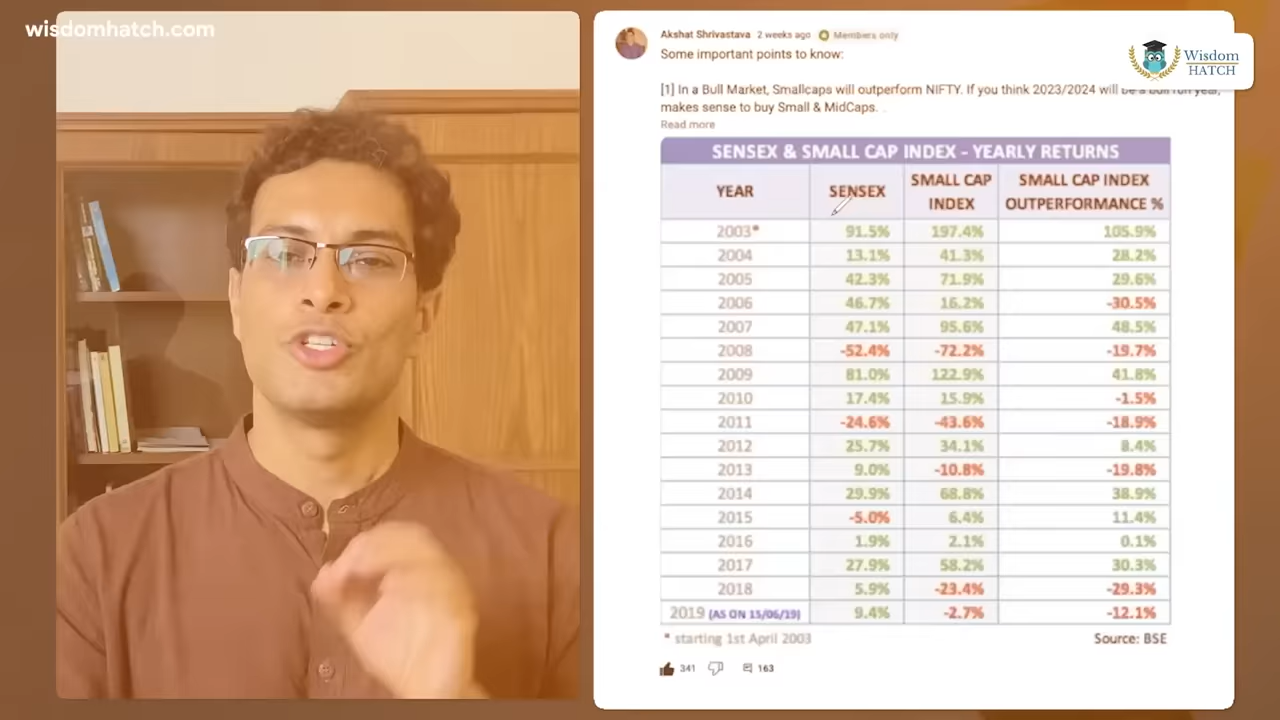 wisdomhatch.com
Akshat Shrivastava 2 weeks ago Members only
Wisdom
HATCH
Some important points to know:
[1] In a Bull Market, Smallcaps will outperform NIFTY. If you think 2023/2024 will be a bull run year,
makes sense to buy Small & MidCaps.
Read more
SENSEX & SMALL CAP INDEX - YEARLY RETURNS
YEAR SENSEX SMALL CAP INDEX SMALL CAP INDEX OUTPERFORMANCE %
2003* 91.5% 197.4% 105.9%
2004 13.1% 41.3% 28.2%
2005 42.3% 71.9% 29.6%
2006 46.7% 16.2% -30.5%
2007 47.1% 95.6% 48.5%
2008 -52.4% -72.2% -19.7%
2009 81.0% 122.9% 41.8%
2010 17.4% 15.9% -1.5%
2011 -24.6% -43.6% -18.9%
2012 25.7% 34.1% 8.4%
2013 9.0% -10.8% -19.8%
2014 29.9% 68.8% 38.9%
2015 -5.0% 6.4% 11.4%
2016 1.9% 2.1% 0.1%
2017 27.9% 58.2% 30.3%
2018 5.9% -23.4% -29.3%
2019 (AS ON 15/06/19) 9.4% -2.7% -12.1%
* starting 1st April 2003 Source: BSE
341 163